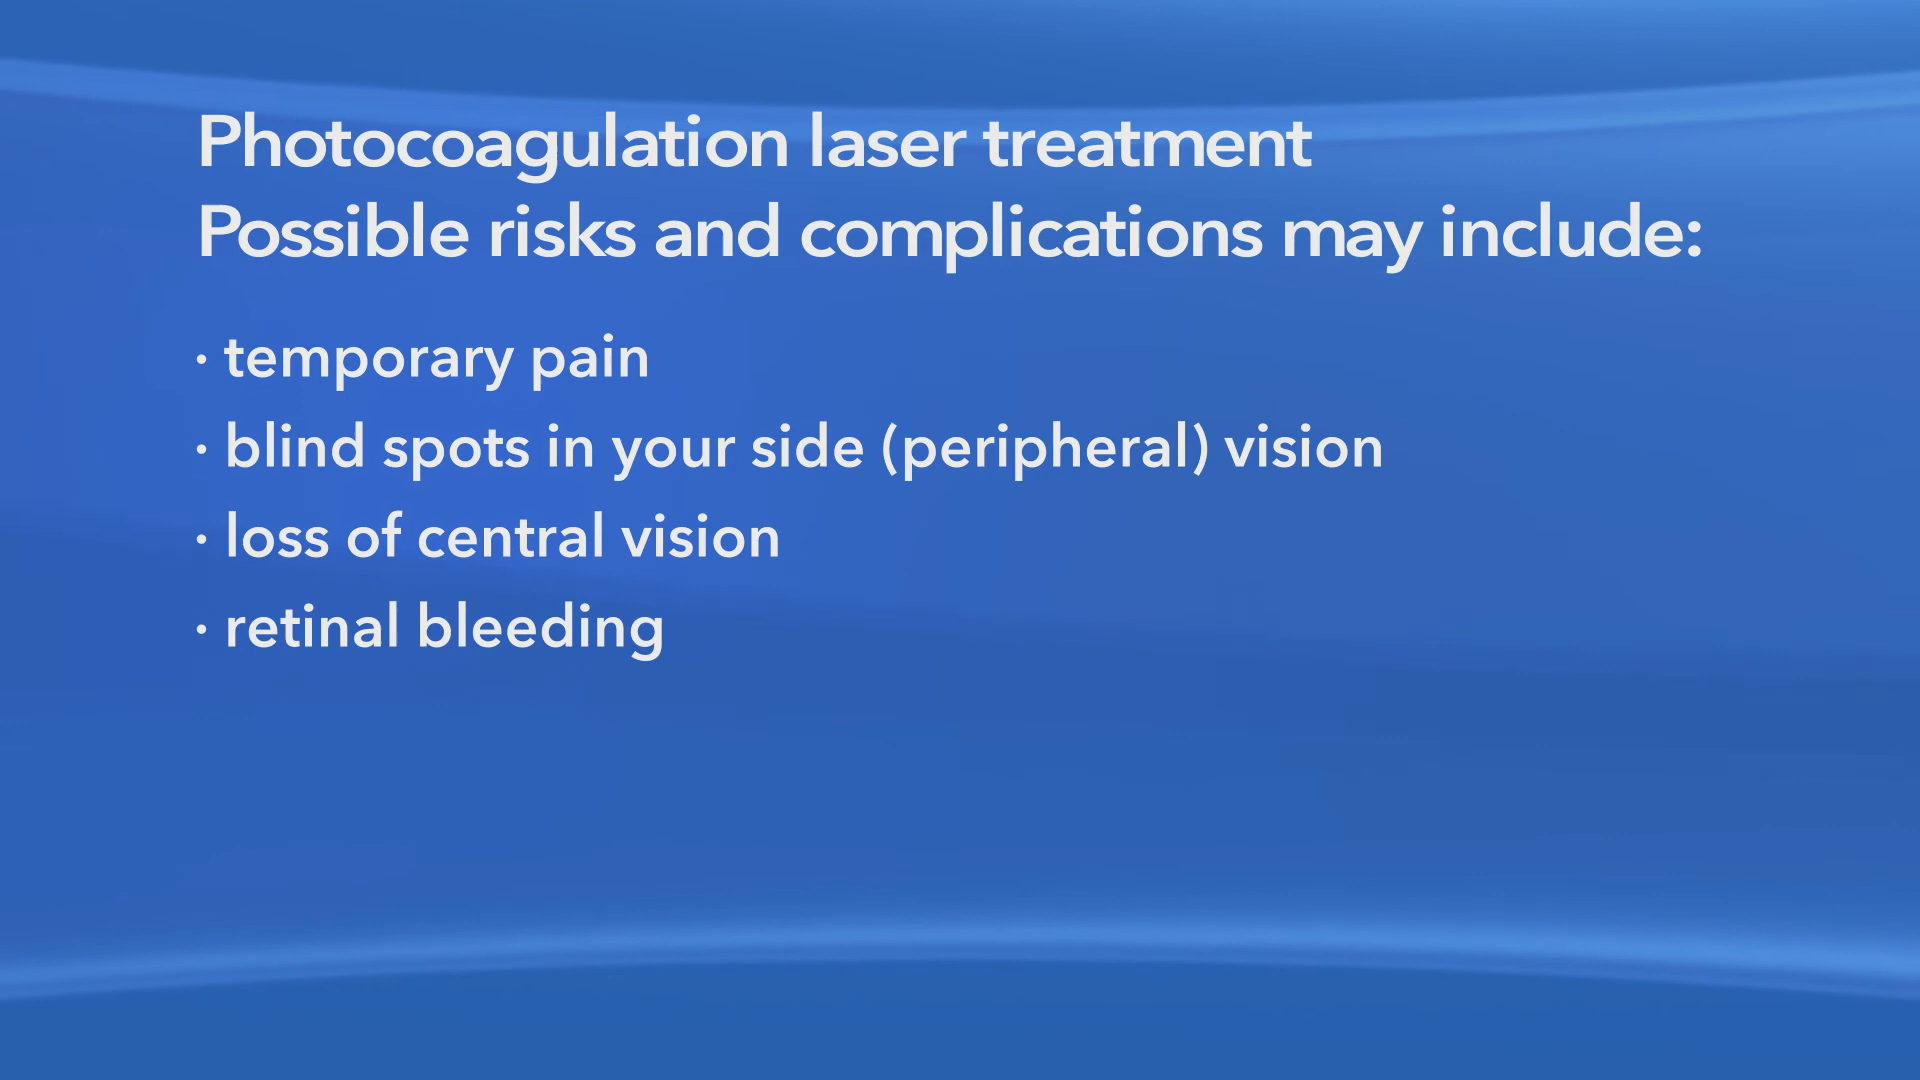 Photocoagulation laser treatment
Possible risks and complications may include:
· temporary pain
· blind spots in your side (peripheral) vision
· loss of central vision
· retinal bleeding